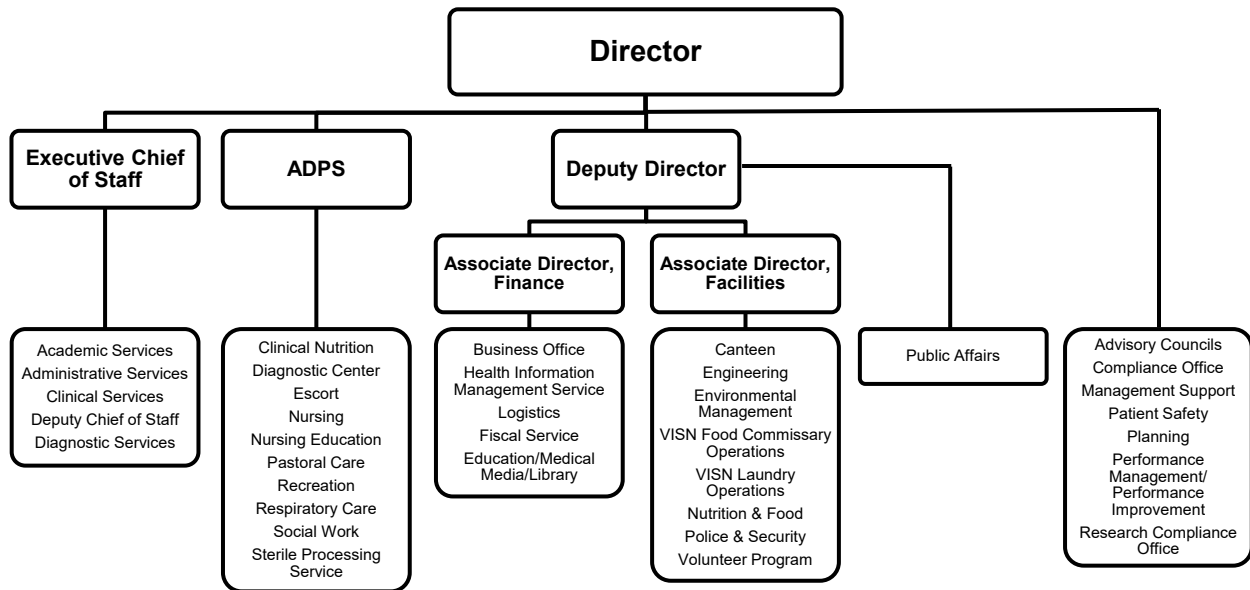 Director
Executive Chief
of Staff
ADPS
Deputy Director
Associate Director,
Finance
Associate Director,
Facilities
Academic Services
Administrative Services
Clinical Services
Deputy Chief of Staff
Diagnostic Services
Clinical Nutrition
Diagnostic Center
Escort
Nursing
Nursing Education
Pastoral Care
Recreation
Respiratory Care
Social Work
Sterile Processing
Service
Business Office
Health Information
Management Service
Logistics
Fiscal Service
Education/Medical
Media/Library
Canteen
Engineering
Environmental
Management
VISN Food Commissary
Operations
VISN Laundry
Operations
Nutrition & Food
Police & Security
Volunteer Program
Public Affairs
Advisory Councils
Compliance Office
Management Support
Patient Safety
Planning
Performance
Management/
Performance
Improvement
Research Compliance
Office